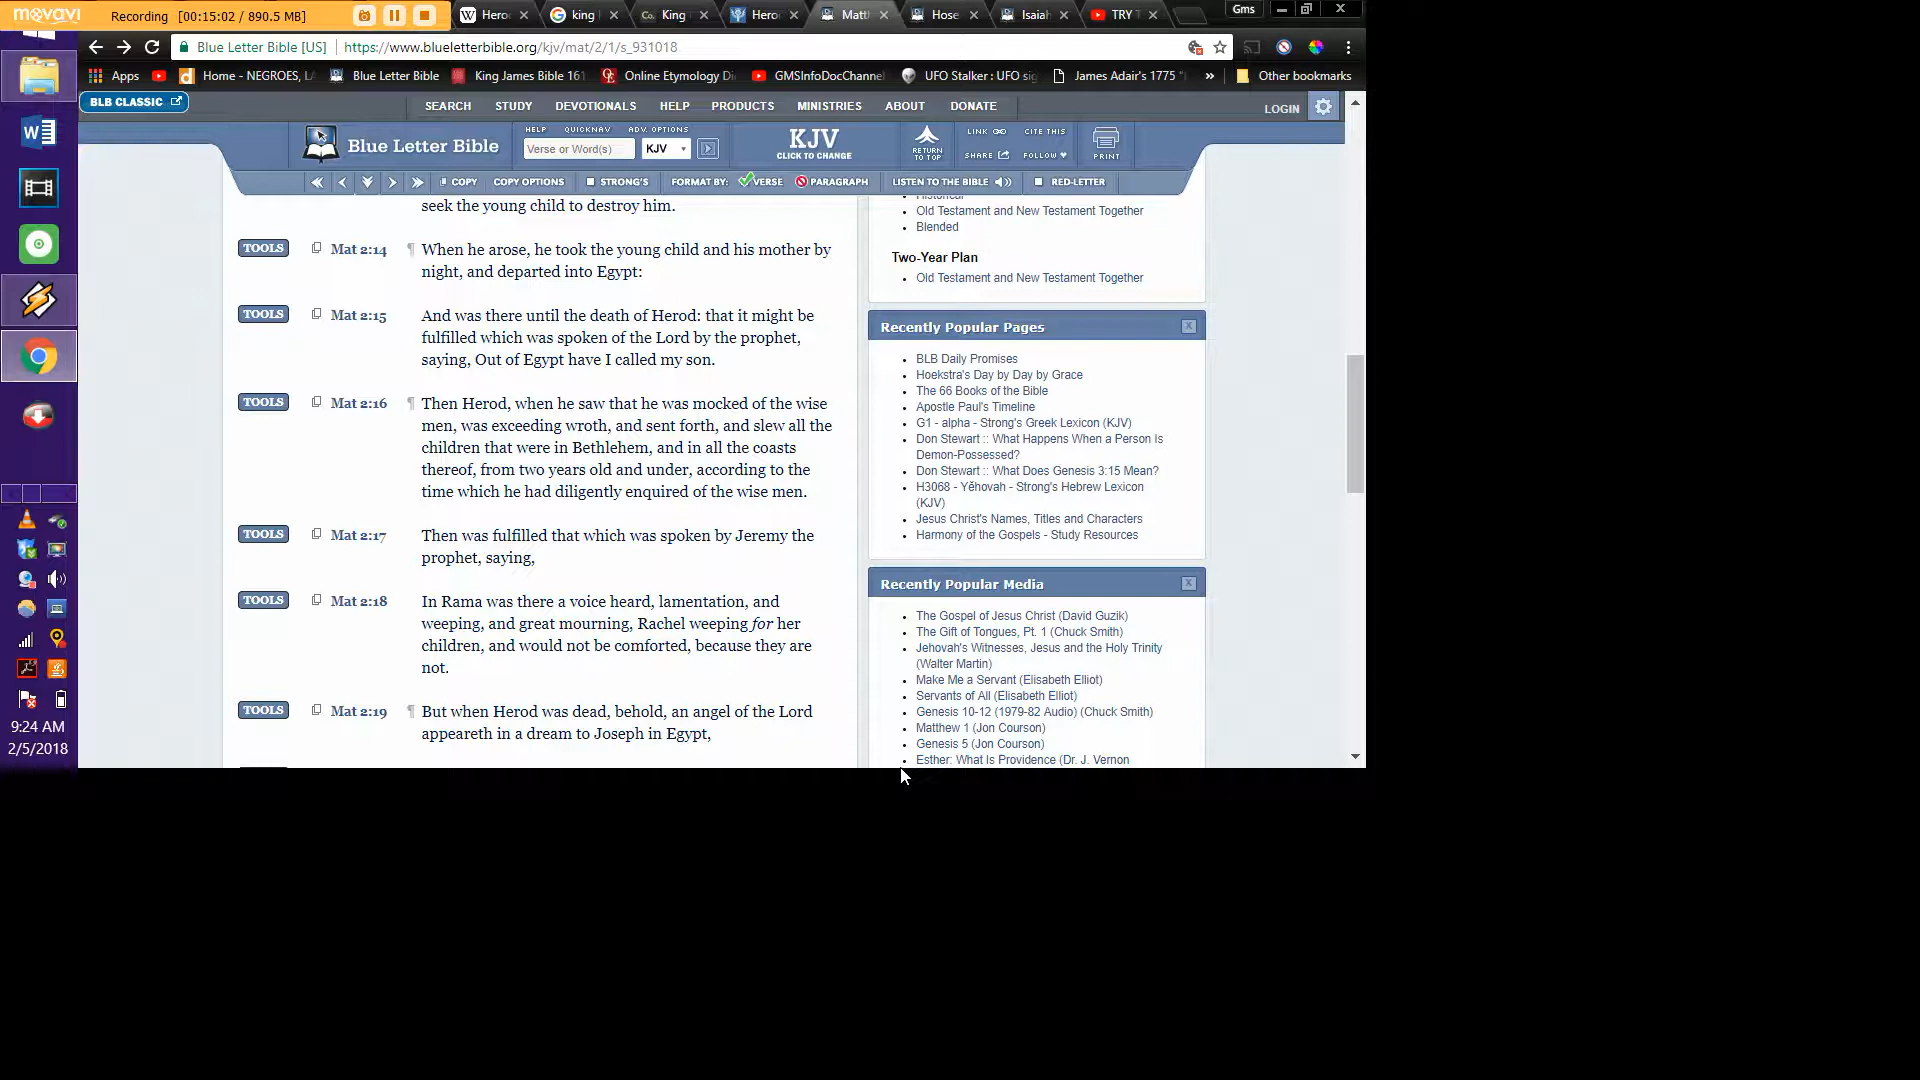 movavi
Recording [00:15:02 / 890.5 MB]
Hero
king
Co. King
Hero
Matt
Hose
Isaiah
TRY T
Gms
Blue Letter Bible [US] https://www.blueletterbible.org/kjv/mat/2/1/s_931018
Apps
Home - NEGROES, LA
Blue Letter Bible
King James Bible 161
Online Etymology Di
GMSInfoDocChannel
UFO Stalker : UFO sig
James Adair's 1775 "
»
Other bookmarks
BLB CLASSIC
SEARCH STUDY DEVOTIONALS HELP PRODUCTS MINISTRIES ABOUT DONATE
LOGIN
Blue Letter Bible
HELP QUICKNAV ADV. OPTIONS
Verse or Word(s) KJV
KJV
CLICK TO CHANGE
RETURN
TO TOP
LINK CITE THIS
SHARE FOLLOW
PRINT
COPY COPY OPTIONS STRONG'S FORMAT BY: VERSE PARAGRAPH LISTEN TO THE BIBLE RED-LETTER
seek the young child to destroy him.
TOOLS Mat 2:14 ¶ When he arose, he took the young child and his mother by
night, and departed into Egypt:
TOOLS Mat 2:15 And was there until the death of Herod: that it might be
fulfilled which was spoken of the Lord by the prophet,
saying, Out of Egypt have I called my son.
TOOLS Mat 2:16 ¶ Then Herod, when he saw that he was mocked of the wise
men, was exceeding wroth, and sent forth, and slew all the
children that were in Bethlehem, and in all the coasts
thereof, from two years old and under, according to the
time which he had diligently enquired of the wise men.
TOOLS Mat 2:17 Then was fulfilled that which was spoken by Jeremy the
prophet, saying,
TOOLS Mat 2:18 In Rama was there a voice heard, lamentation, and
weeping, and great mourning, Rachel weeping for her
children, and would not be comforted, because they are
not.
TOOLS Mat 2:19 ¶ But when Herod was dead, behold, an angel of the Lord
appeareth in a dream to Joseph in Egypt,
Historical
Old Testament and New Testament Together
Blended
Two-Year Plan
Old Testament and New Testament Together
Recently Popular Pages
BLB Daily Promises
Hoekstra's Day by Day by Grace
The 66 Books of the Bible
Apostle Paul's Timeline
G1 - alpha - Strong's Greek Lexicon (KJV)
Don Stewart :: What Happens When a Person Is
Demon-Possessed?
Don Stewart :: What Does Genesis 3:15 Mean?
H3068 - Yĕhovah - Strong's Hebrew Lexicon
(KJV)
Jesus Christ's Names, Titles and Characters
Harmony of the Gospels - Study Resources
Recently Popular Media
The Gospel of Jesus Christ (David Guzik)
The Gift of Tongues, Pt. 1 (Chuck Smith)
Jehovah's Witnesses, Jesus and the Holy Trinity
(Walter Martin)
Make Me a Servant (Elisabeth Elliot)
Servants of All (Elisabeth Elliot)
Genesis 10-12 (1979-82 Audio) (Chuck Smith)
Matthew 1 (Jon Courson)
Genesis 5 (Jon Courson)
Esther: What Is Providence (Dr. J. Vernon
9:24 AM
2/5/2018